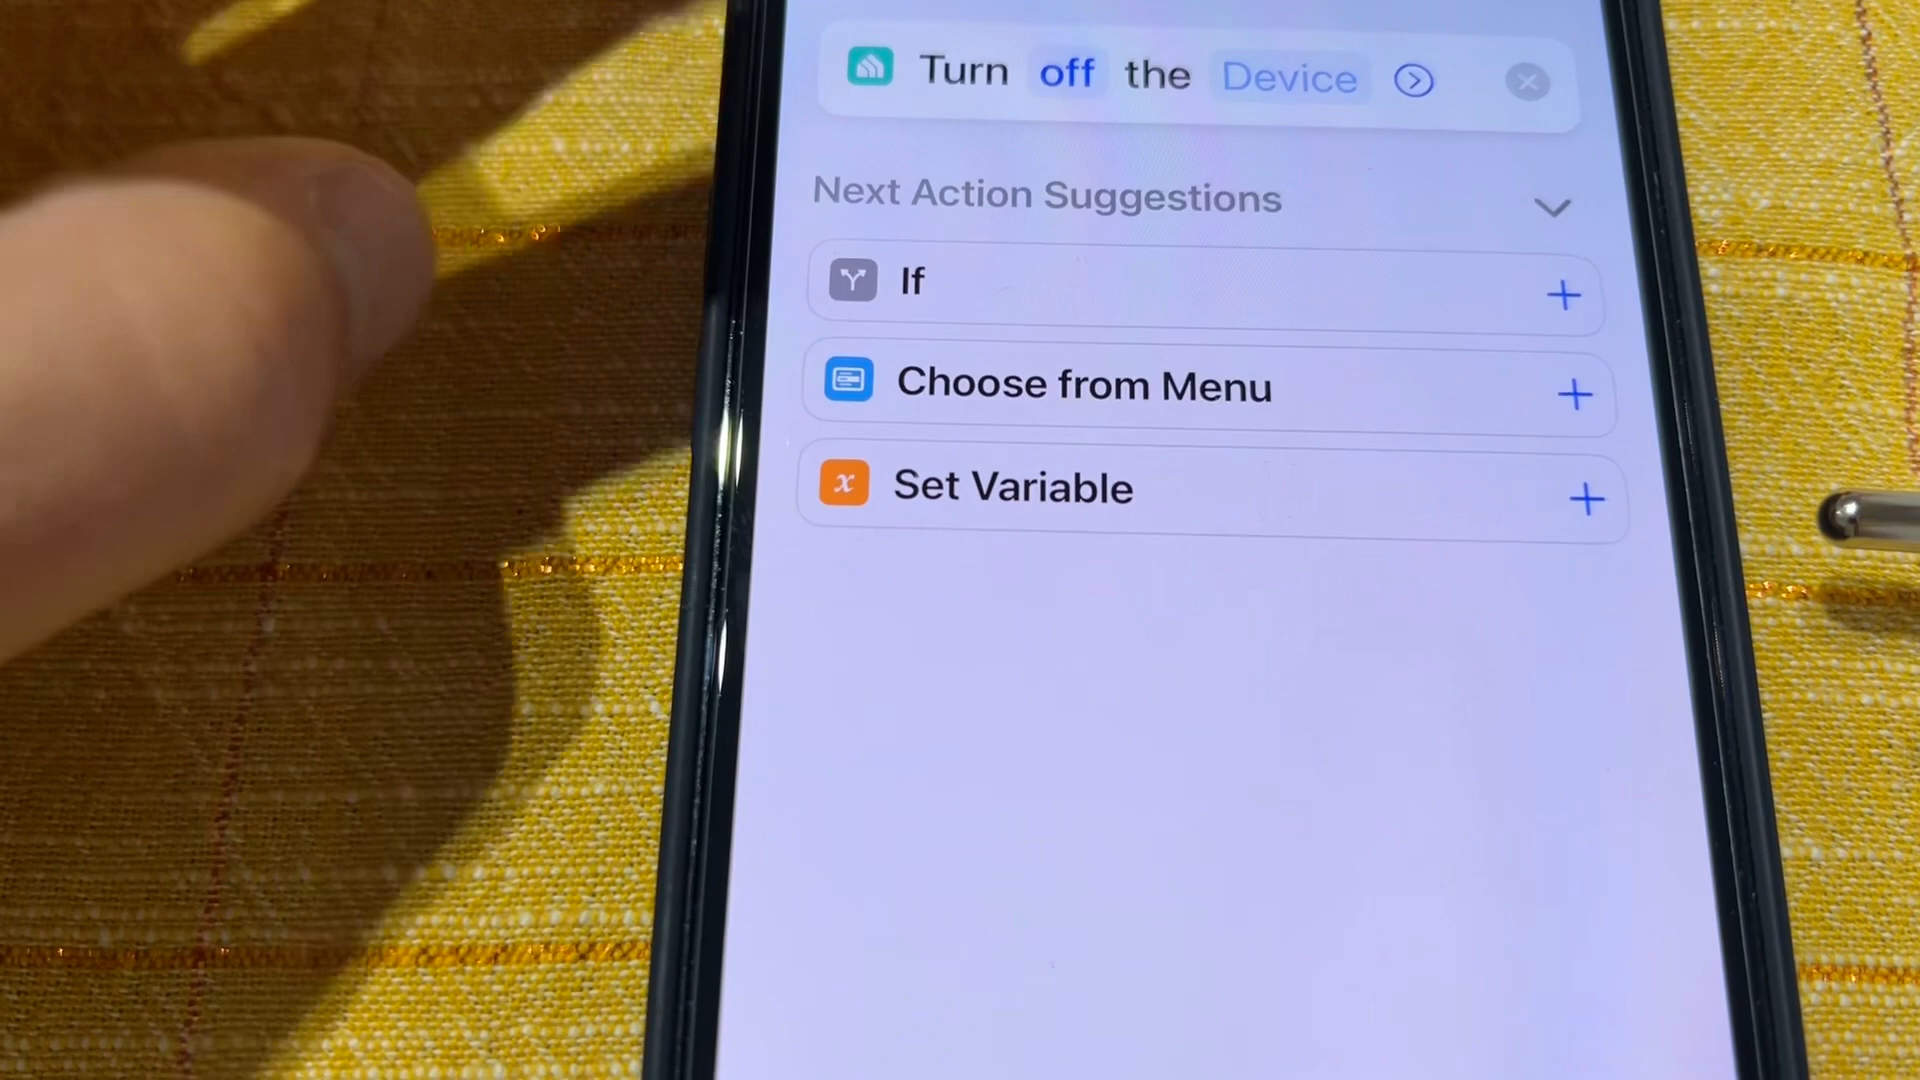 Turn off the Device
Next Action Suggestions
If
Choose from Menu
x Set Variable